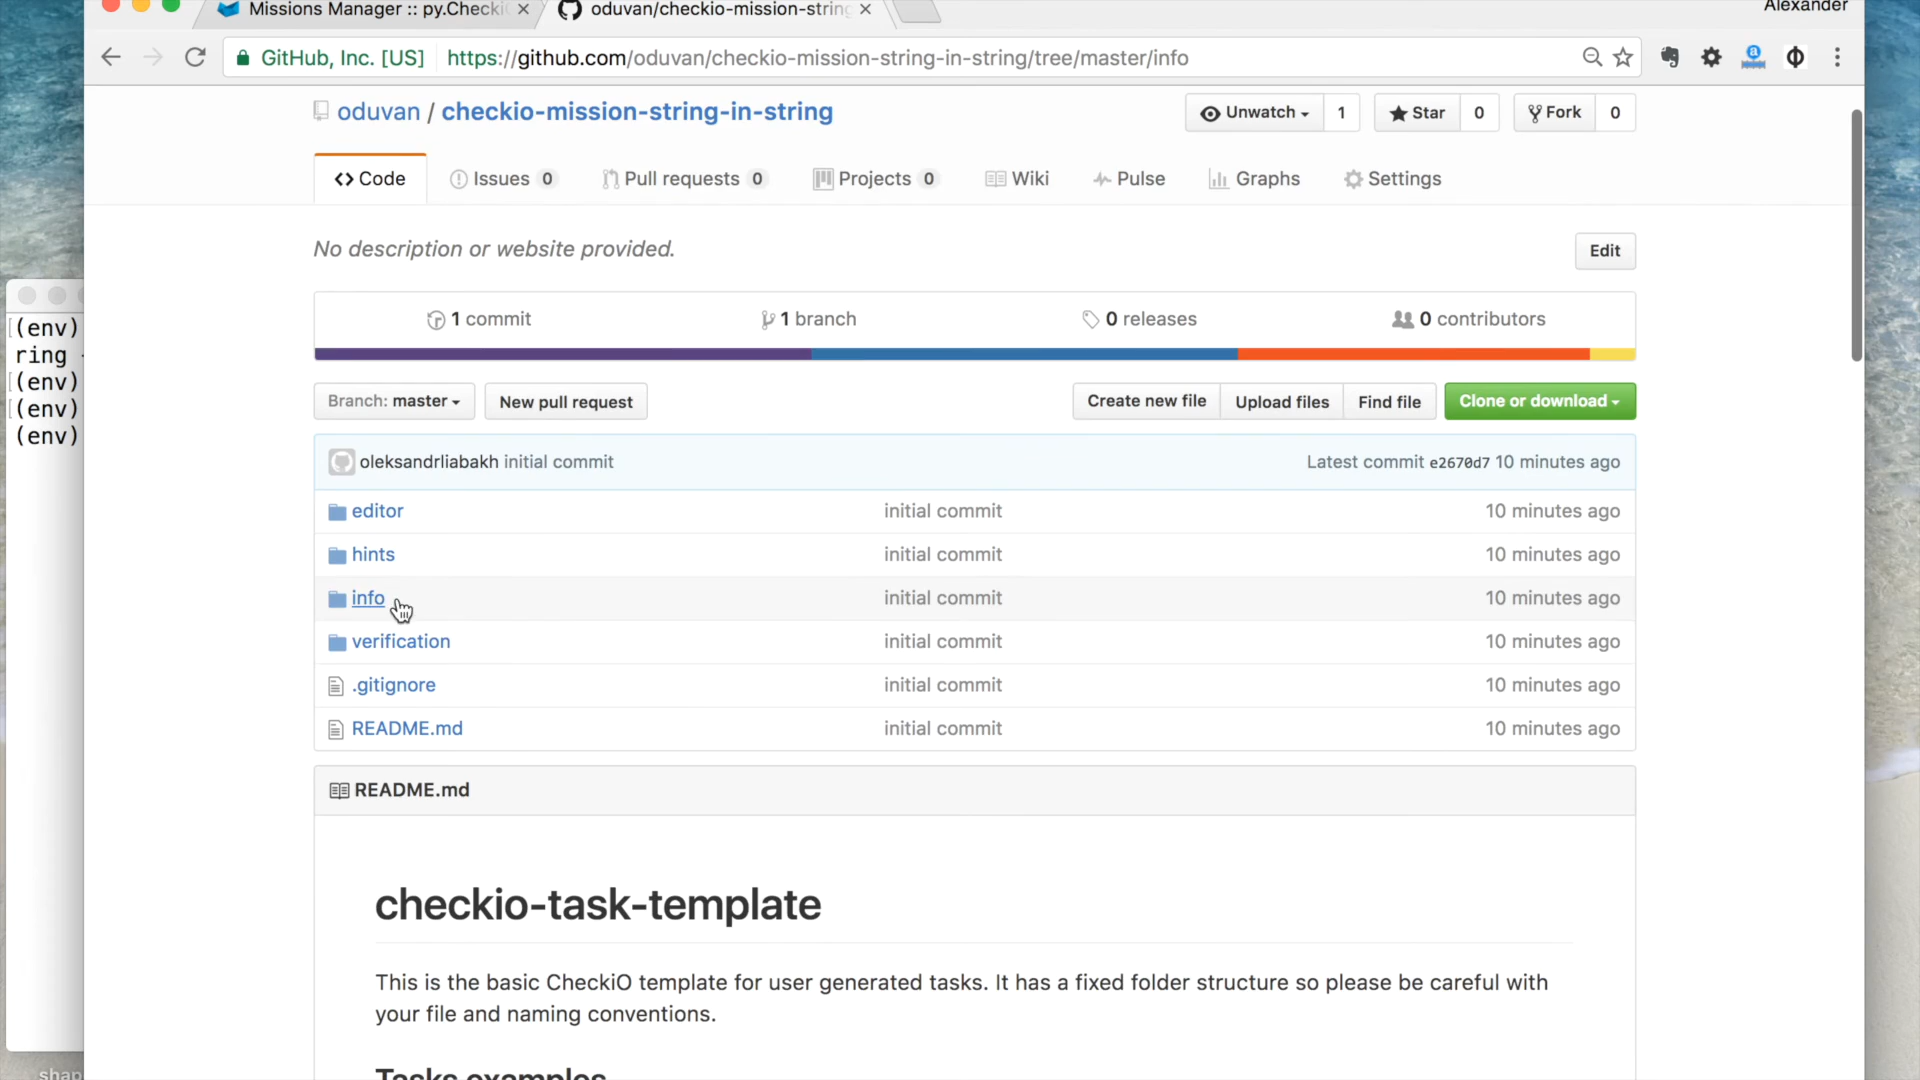 Missions Manager :: py.Checki
oduvan/checkio-mission-string
Alexander
GitHub, Inc. [US]
https://github.com/oduvan/checkio-mission-string-in-string/tree/master/info
oduvan / checkio-mission-string-in-string
Unwatch 1
Star 0
Fork 0
Code
Issues 0
Pull requests 0
Projects 0
Wiki
Pulse
Graphs
Settings
No description or website provided.
Edit
1 commit
1 branch
0 releases
0 contributors
Branch: master
New pull request
Create new file
Upload files
Find file
Clone or download
oleksandrliabakh initial commit
Latest commit e2670d7 10 minutes ago
editor initial commit 10 minutes ago
hints initial commit 10 minutes ago
info initial commit 10 minutes ago
verification initial commit 10 minutes ago
.gitignore initial commit 10 minutes ago
README.md initial commit 10 minutes ago
README.md
checkio-task-template
This is the basic CheckiO template for user generated tasks. It has a fixed folder structure so please be careful with
your file and naming conventions.
Tasks examples
(env)
ring
(env)
(env)
(env)
shap